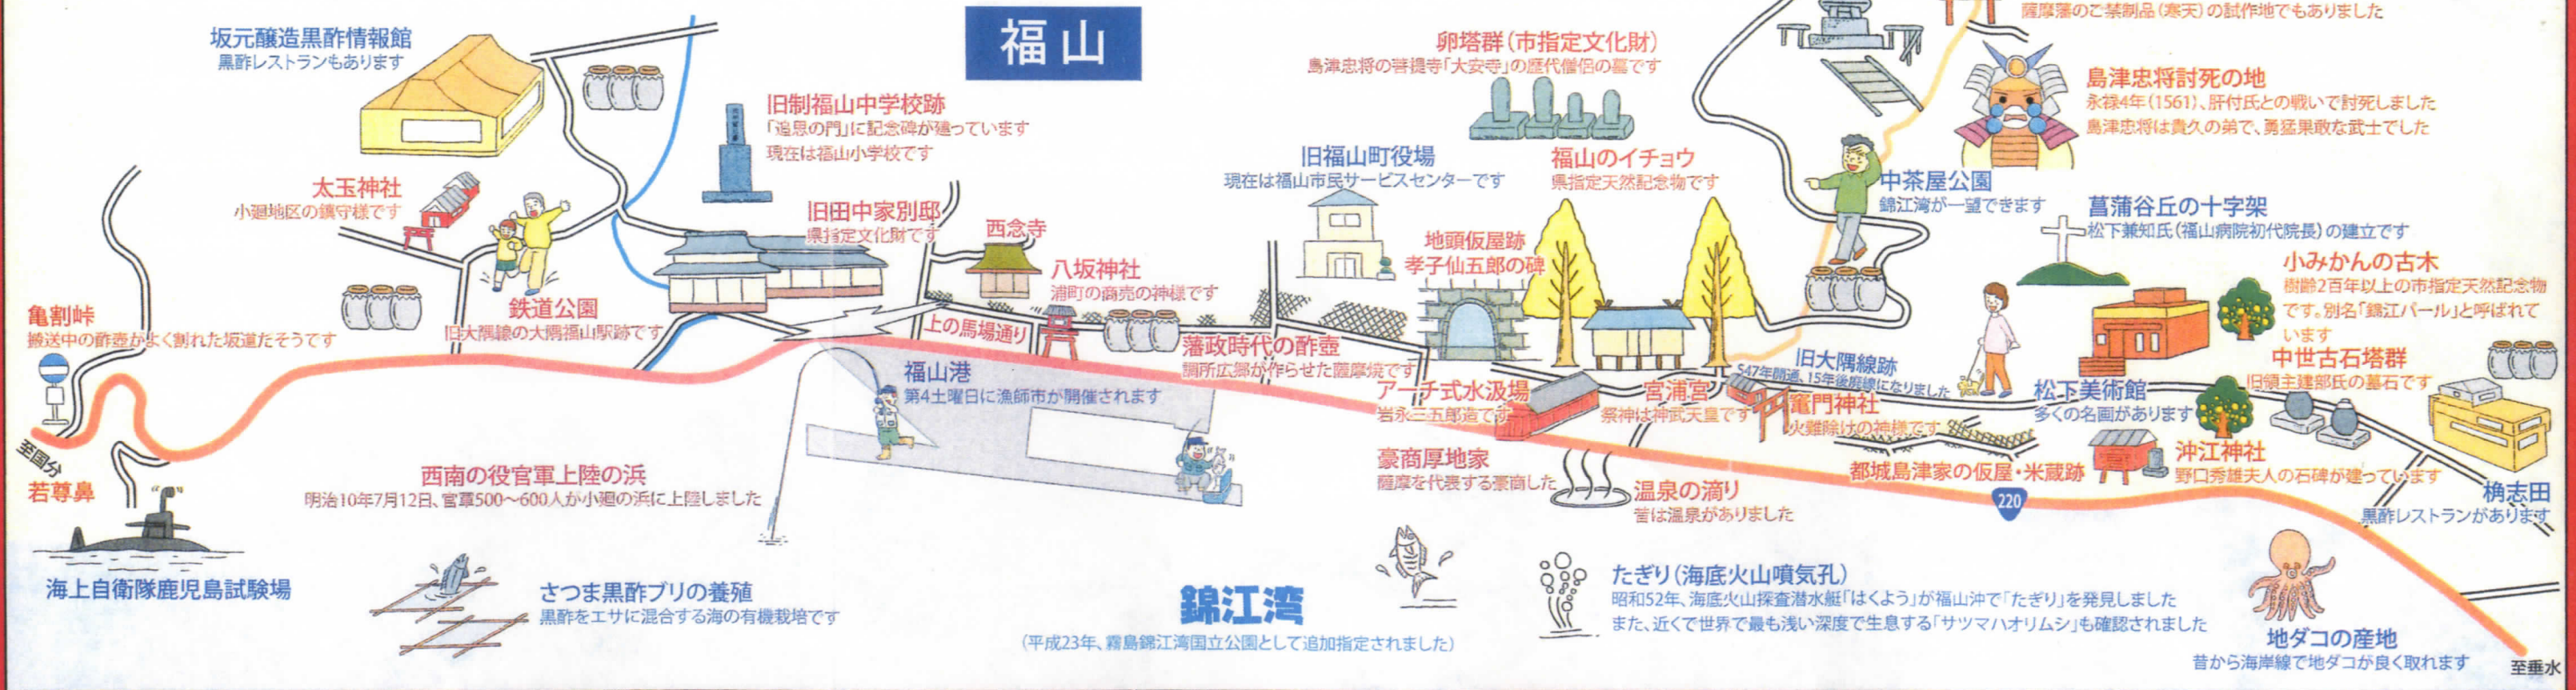 福山
薩摩藩のご禁制品(寒天)の試作地でもありました
坂元醸造黒酢情報館
黒酢レストランもあります
卵塔群(市指定文化財)
島津忠将の菩提寺「大安寺」の歴代僧侶の墓です
島津忠将討死の地
永禄4年(1561)、肝付氏との戦いで討死しました
島津忠将は貴久の弟で、勇猛果敢な武士でした
旧制福山中学校跡
「追思の門」に記念碑が建っています
現在は福山小学校です
旧福山町役場
現在は福山市民サービスセンターです
福山のイチョウ
県指定天然記念物です
太玉神社
小廻地区の鎮守様です
中茶屋公園
錦江湾が一望できます
菖蒲谷丘の十字架
松下兼知氏(福山病院初代院長)の建立です
旧田中家別邸
県指定文化財です
西念寺
地頭仮屋跡
孝子仙五郎の碑
八坂神社
浦町の商売の神様です
小みかんの古木
樹齢2百年以上の市指定天然記念物
です。別名「錦江パール」と呼ばれて
います
亀割峠
搬送中の酢壺がよく割れた坂道だそうです
鉄道公園
旧大隅線の大隅福山駅跡です
上の馬場通り
藩政時代の酢壺
調所広郷が作らせた薩摩焼です
旧大隅線跡
S47年開通、15年後廃線になりました
中世古石塔群
旧領主建部氏の墓石です
福山港
第4土曜日に漁師市が開催されます
アーチ式水汲場
岩永三五郎造です
宮浦宮
祭神は神武天皇です
竈門神社
火難除けの神様です
松下美術館
多くの名画があります
至国分
若尊鼻
西南の役官軍上陸の浜
明治10年7月12日、官軍500〜600人が小廻の浜に上陸しました
豪商厚地家
薩摩を代表する豪商した
温泉の滴り
昔は温泉がありました
都城島津家の仮屋・米蔵跡
沖江神社
野口秀雄夫人の石碑が建っています
220
桷志田
黒酢レストランがあります
海上自衛隊鹿児島試験場
さつま黒酢ブリの養殖
黒酢をエサに混合する海の有機栽培です
錦江湾
(平成23年、霧島錦江湾国立公園として追加指定されました)
たぎり(海底火山噴気孔)
昭和52年、海底火山探査潜水艇「はくよう」が福山沖で「たぎり」を発見しました
また、近くで世界で最も浅い深度で生息する「サツマハオリムシ」も確認されました
地ダコの産地
昔から海岸線で地ダコが良く取れます
至垂水